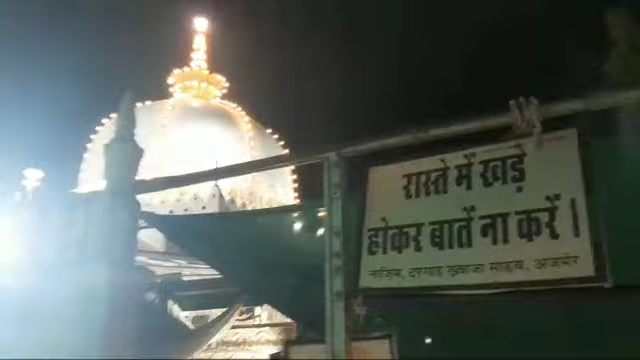 रास्ते में खड़े
होकर बातें ना करें।
नाजिम, दरगाह ख्वाजा साहब, अजमेर